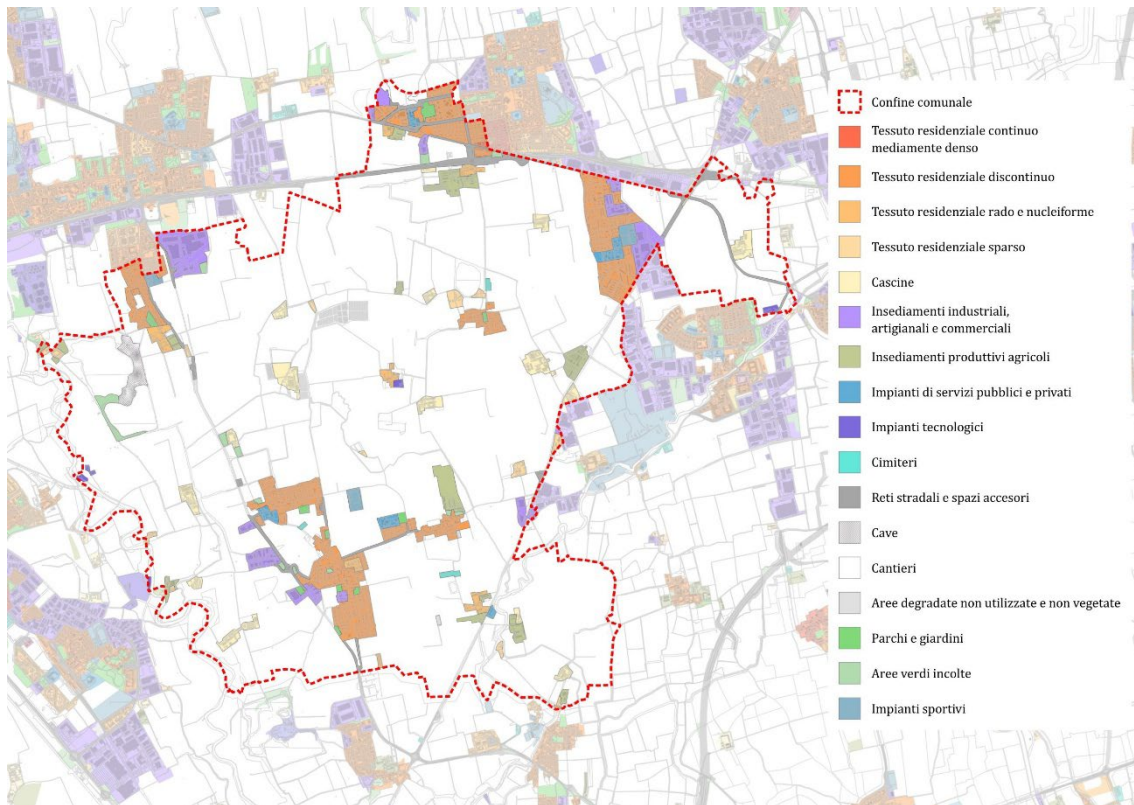 Confine comunale
Tessuto residenziale continuo
mediamente denso
Tessuto residenziale discontinuo
Tessuto residenziale rado e nucleiforme
Tessuto residenziale sparso
Cascine
Insediamenti industriali,
artigianali e commerciali
Insediamenti produttivi agricoli
Impianti di servizi pubblici e privati
Impianti tecnologici
Cimiteri
Reti stradali e spazi accesori
Cave
Cantieri
Aree degradate non utilizzate e non vegetate
Parchi e giardini
Aree verdi incolte
Impianti sportivi